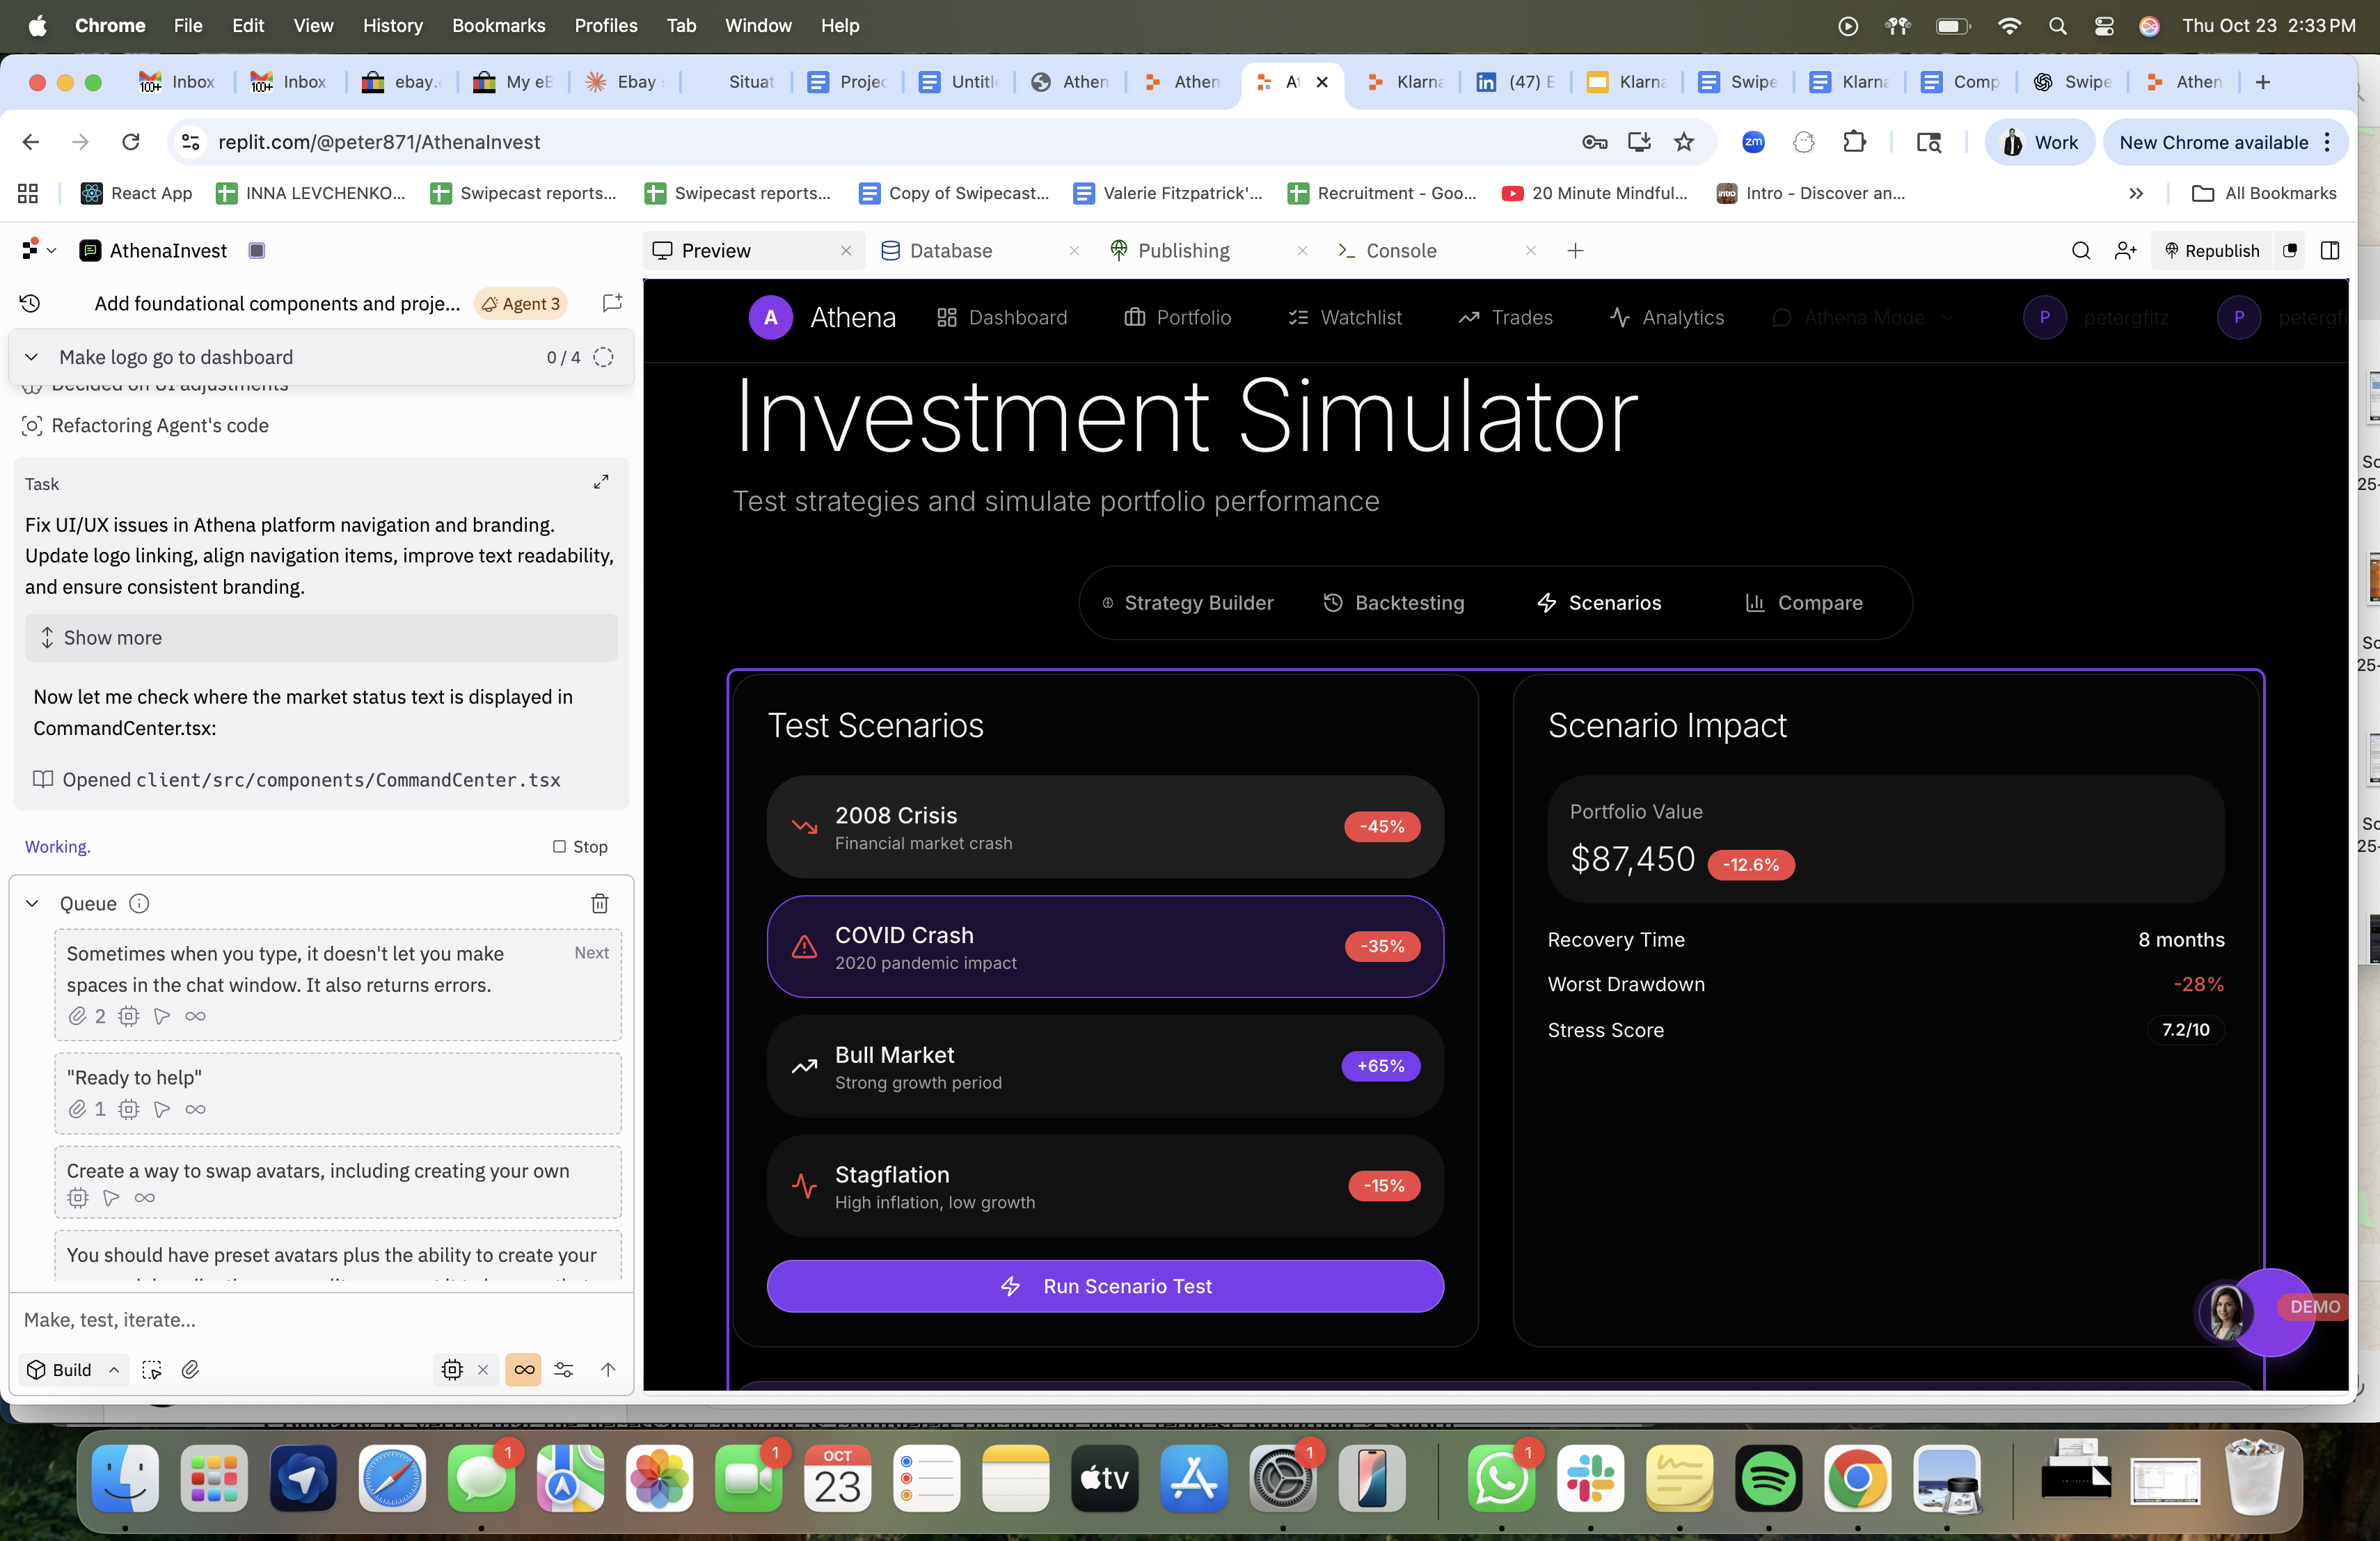 Chrome File Edit View History Bookmarks Profiles Tab Window Help
Thu Oct 23 2:33 PM
Inbox
Inbox
ebay.
My eE
Ebay
Situat
Projec
Untitle
Athen
Athen
At
Klarna
(47) E
Klarna
Swipe
Klarna
Comp
Swipe
Athen
replit.com/@peter871/AthenaInvest
Work
New Chrome available
React App
INNA LEVCHENKO...
Swipecast reports...
Swipecast reports...
Copy of Swipecast...
Valerie Fitzpatrick'...
Recruitment - Goo...
20 Minute Mindful...
Intro - Discover an...
All Bookmarks
AthenaInvest
Preview
Database
Publishing
Console
Republish
Add foundational components and proje...
Agent 3
Make logo go to dashboard
0 / 4
Decided on UI adjustments
Refactoring Agent's code
Task
Fix UI/UX issues in Athena platform navigation and branding.
Update logo linking, align navigation items, improve text readability,
and ensure consistent branding.
Show more
Now let me check where the market status text is displayed in
CommandCenter.tsx:
Opened client/src/components/CommandCenter.tsx
Working.
Stop
Queue
Sometimes when you type, it doesn't let you make
spaces in the chat window. It also returns errors.
Next
2
"Ready to help"
1
Create a way to swap avatars, including creating your own
You should have preset avatars plus the ability to create your
Make, test, iterate...
Build
A Athena
Dashboard
Portfolio
Watchlist
Trades
Analytics
Athena Mode
P petergfitz
P petergfi
Investment Simulator
Test strategies and simulate portfolio performance
Strategy Builder
Backtesting
Scenarios
Compare
Test Scenarios
2008 Crisis
Financial market crash
-45%
COVID Crash
2020 pandemic impact
-35%
Bull Market
Strong growth period
+65%
Stagflation
High inflation, low growth
-15%
Run Scenario Test
Scenario Impact
Portfolio Value
$87,450
-12.6%
Recovery Time
8 months
Worst Drawdown
-28%
Stress Score
7.2/10
DEMO
Sc
25-
Sc
25-
Sc
25-
1
1
OCT
23
tv
1
1